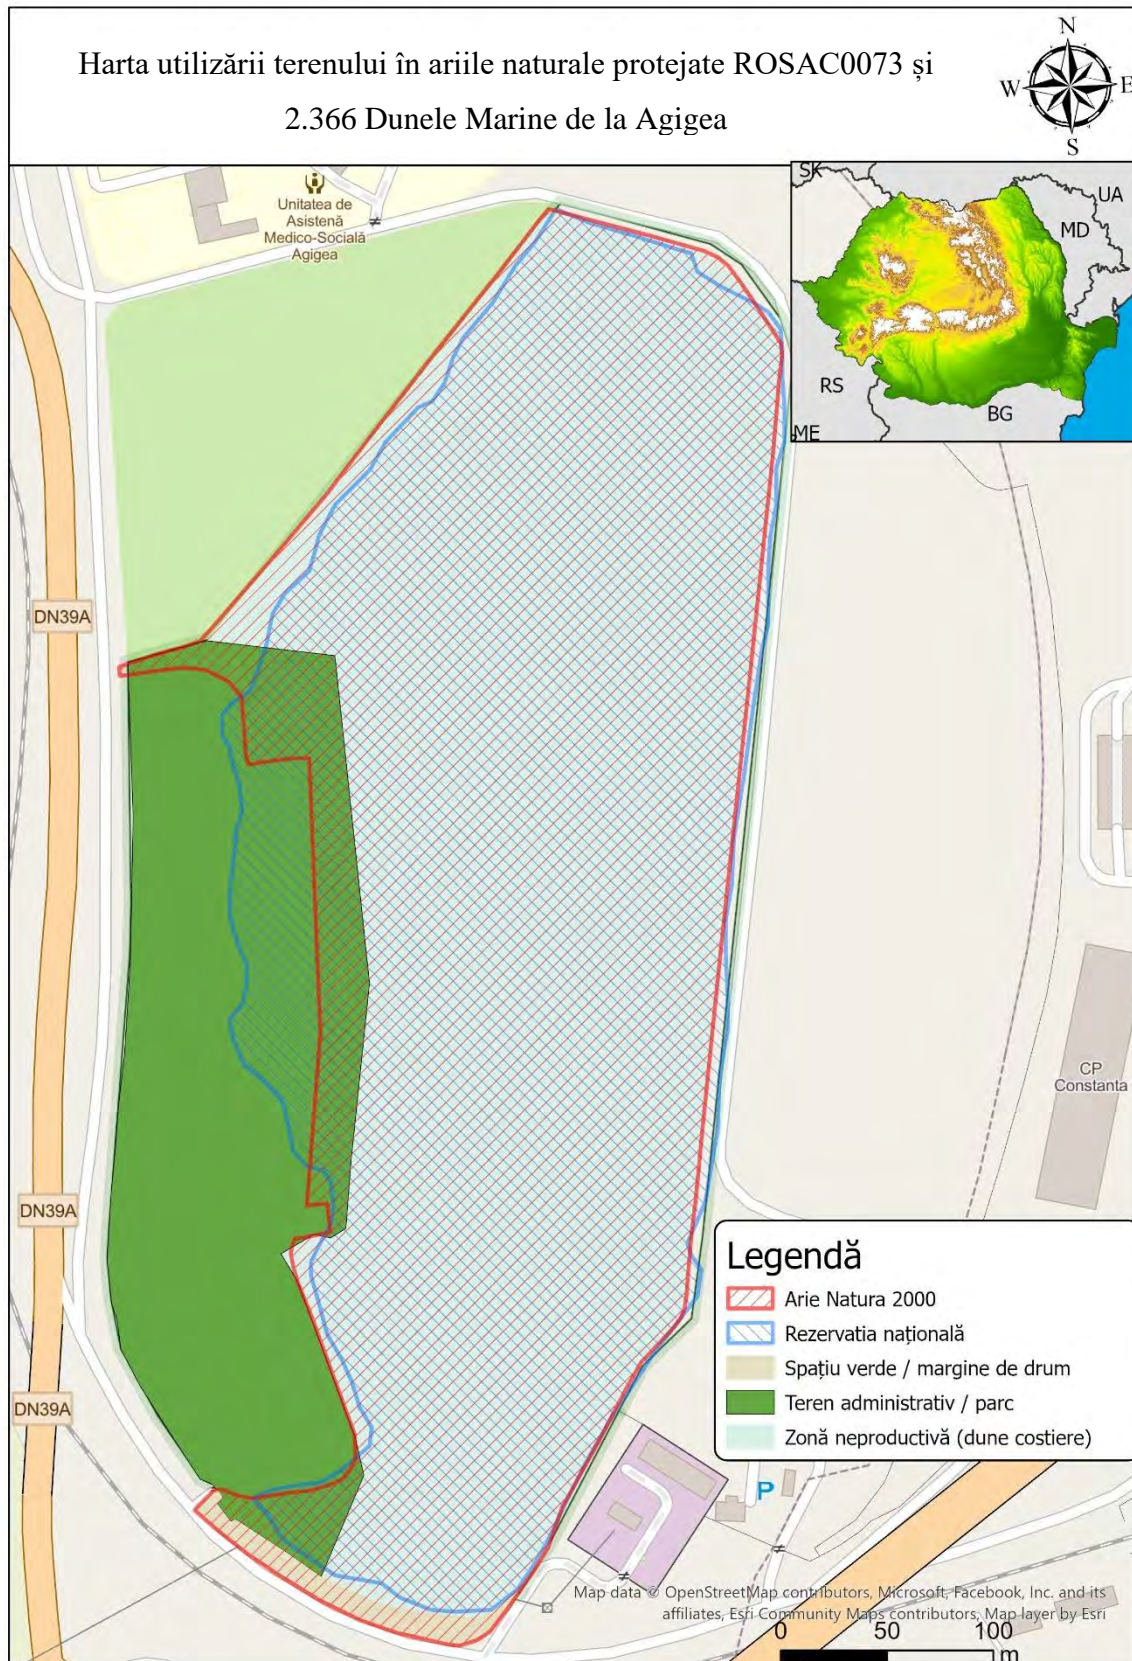 Harta utilizării terenului în ariile naturale protejate ROSAC0073 și
2.366 Dunele Marine de la Agigea
N
W
E
S
SK
UA
MD
RS
BG
ME
Unitatea de
Asistenă
Medico-Socială
Agigea
DN39A
CP
Constanta
DN39A
DN39A
Legendă
Arie Natura 2000
Rezervatia națională
Spațiu verde / margine de drum
Teren administrativ / parc
Zonă neproductivă (dune costiere)
P
Map data © OpenStreetMap contributors, Microsoft, Facebook, Inc. and its
affiliates, Esri Community Maps contributors, Map layer by Esri
0 50 100
m